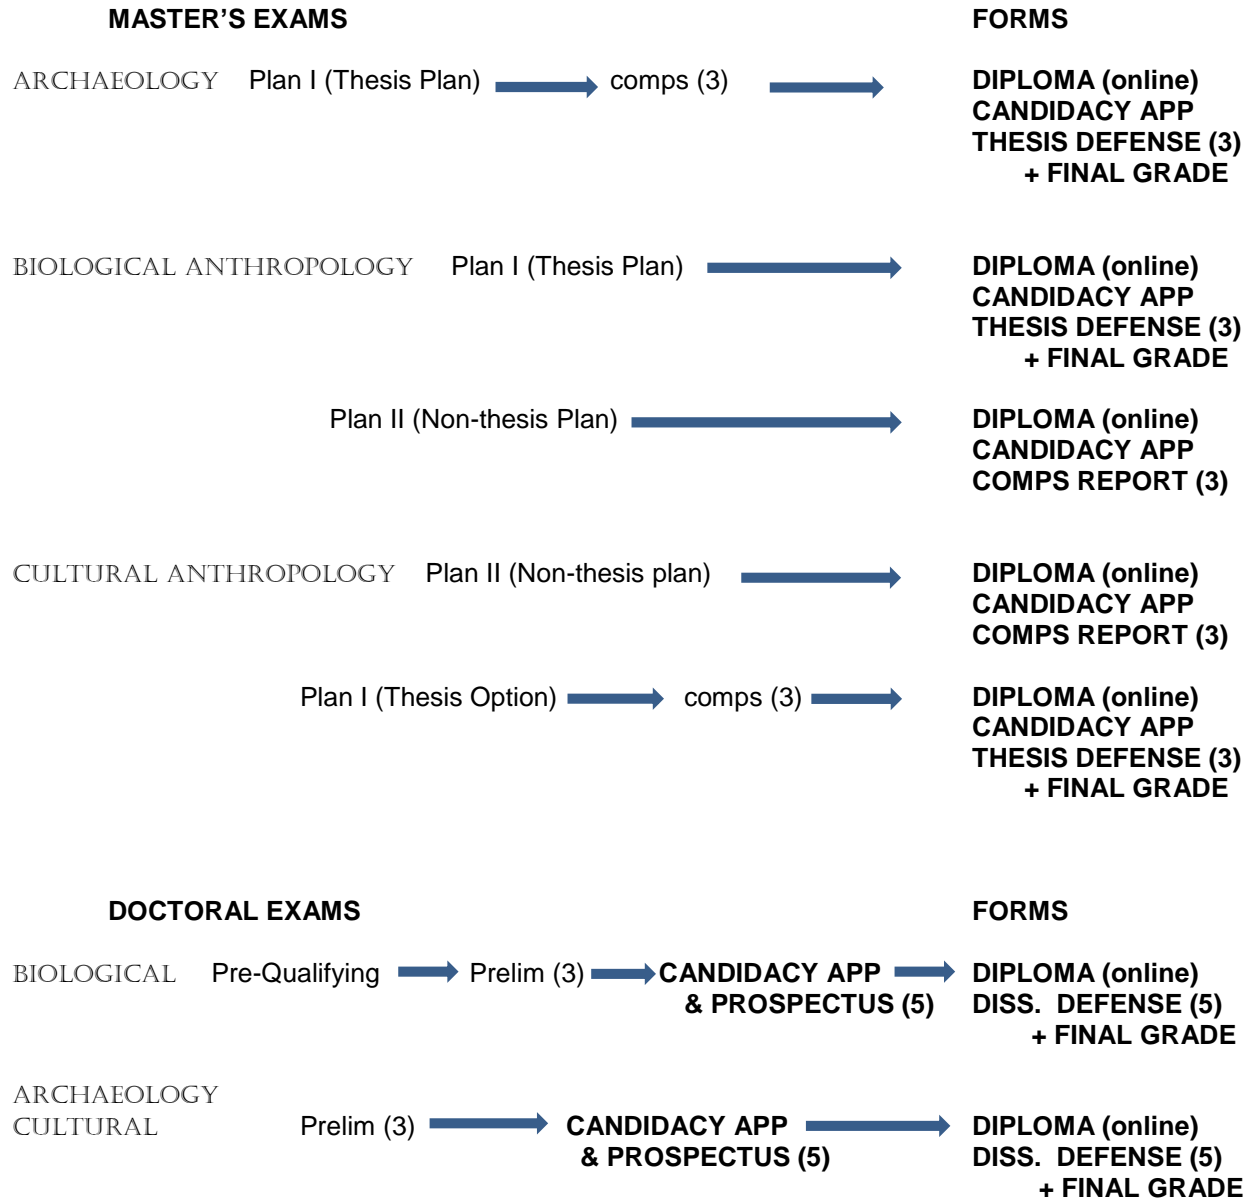 MASTER’S EXAMS FORMS
ARCHAEOLOGY Plan I (Thesis Plan) comps (3) DIPLOMA (online)
CANDIDACY APP
THESIS DEFENSE (3)
+ FINAL GRADE
BIOLOGICAL ANTHROPOLOGY Plan I (Thesis Plan) DIPLOMA (online)
CANDIDACY APP
THESIS DEFENSE (3)
+ FINAL GRADE
Plan II (Non-thesis Plan) DIPLOMA (online)
CANDIDACY APP
COMPS REPORT (3)
CULTURAL ANTHROPOLOGY Plan II (Non-thesis plan) DIPLOMA (online)
CANDIDACY APP
COMPS REPORT (3)
Plan I (Thesis Option) comps (3) DIPLOMA (online)
CANDIDACY APP
THESIS DEFENSE (3)
+ FINAL GRADE
DOCTORAL EXAMS FORMS
BIOLOGICAL Pre-Qualifying Prelim (3) CANDIDACY APP DIPLOMA (online)
& PROSPECTUS (5) DISS. DEFENSE (5)
+ FINAL GRADE
ARCHAEOLOGY
CULTURAL Prelim (3) CANDIDACY APP DIPLOMA (online)
& PROSPECTUS (5) DISS. DEFENSE (5)
+ FINAL GRADE